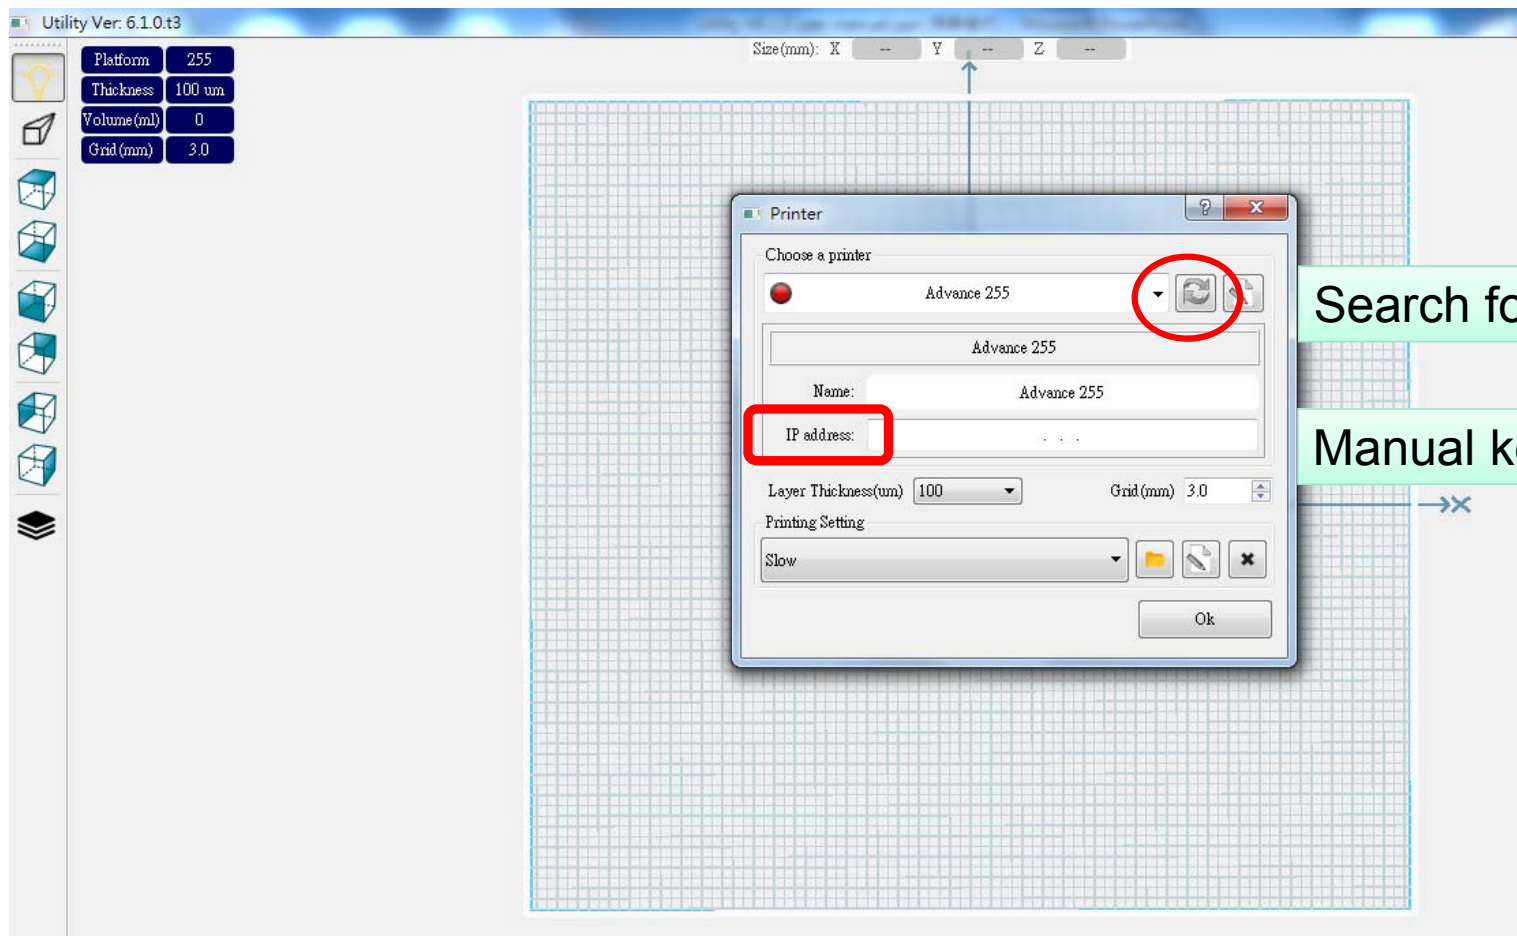 Utility Ver: 6.1.0.t3
Platform 255
Thickness 100 um
Volume(ml) 0
Grid(mm) 3.0
Size(mm): X -- Y -- Z --
Printer
Choose a printer
Advance 255
Advance 255
Name: Advance 255
IP address: . . .
Layer Thickness(um) 100 Grid(mm) 3.0
Printing Setting
Slow
Ok
Search
Manual
X